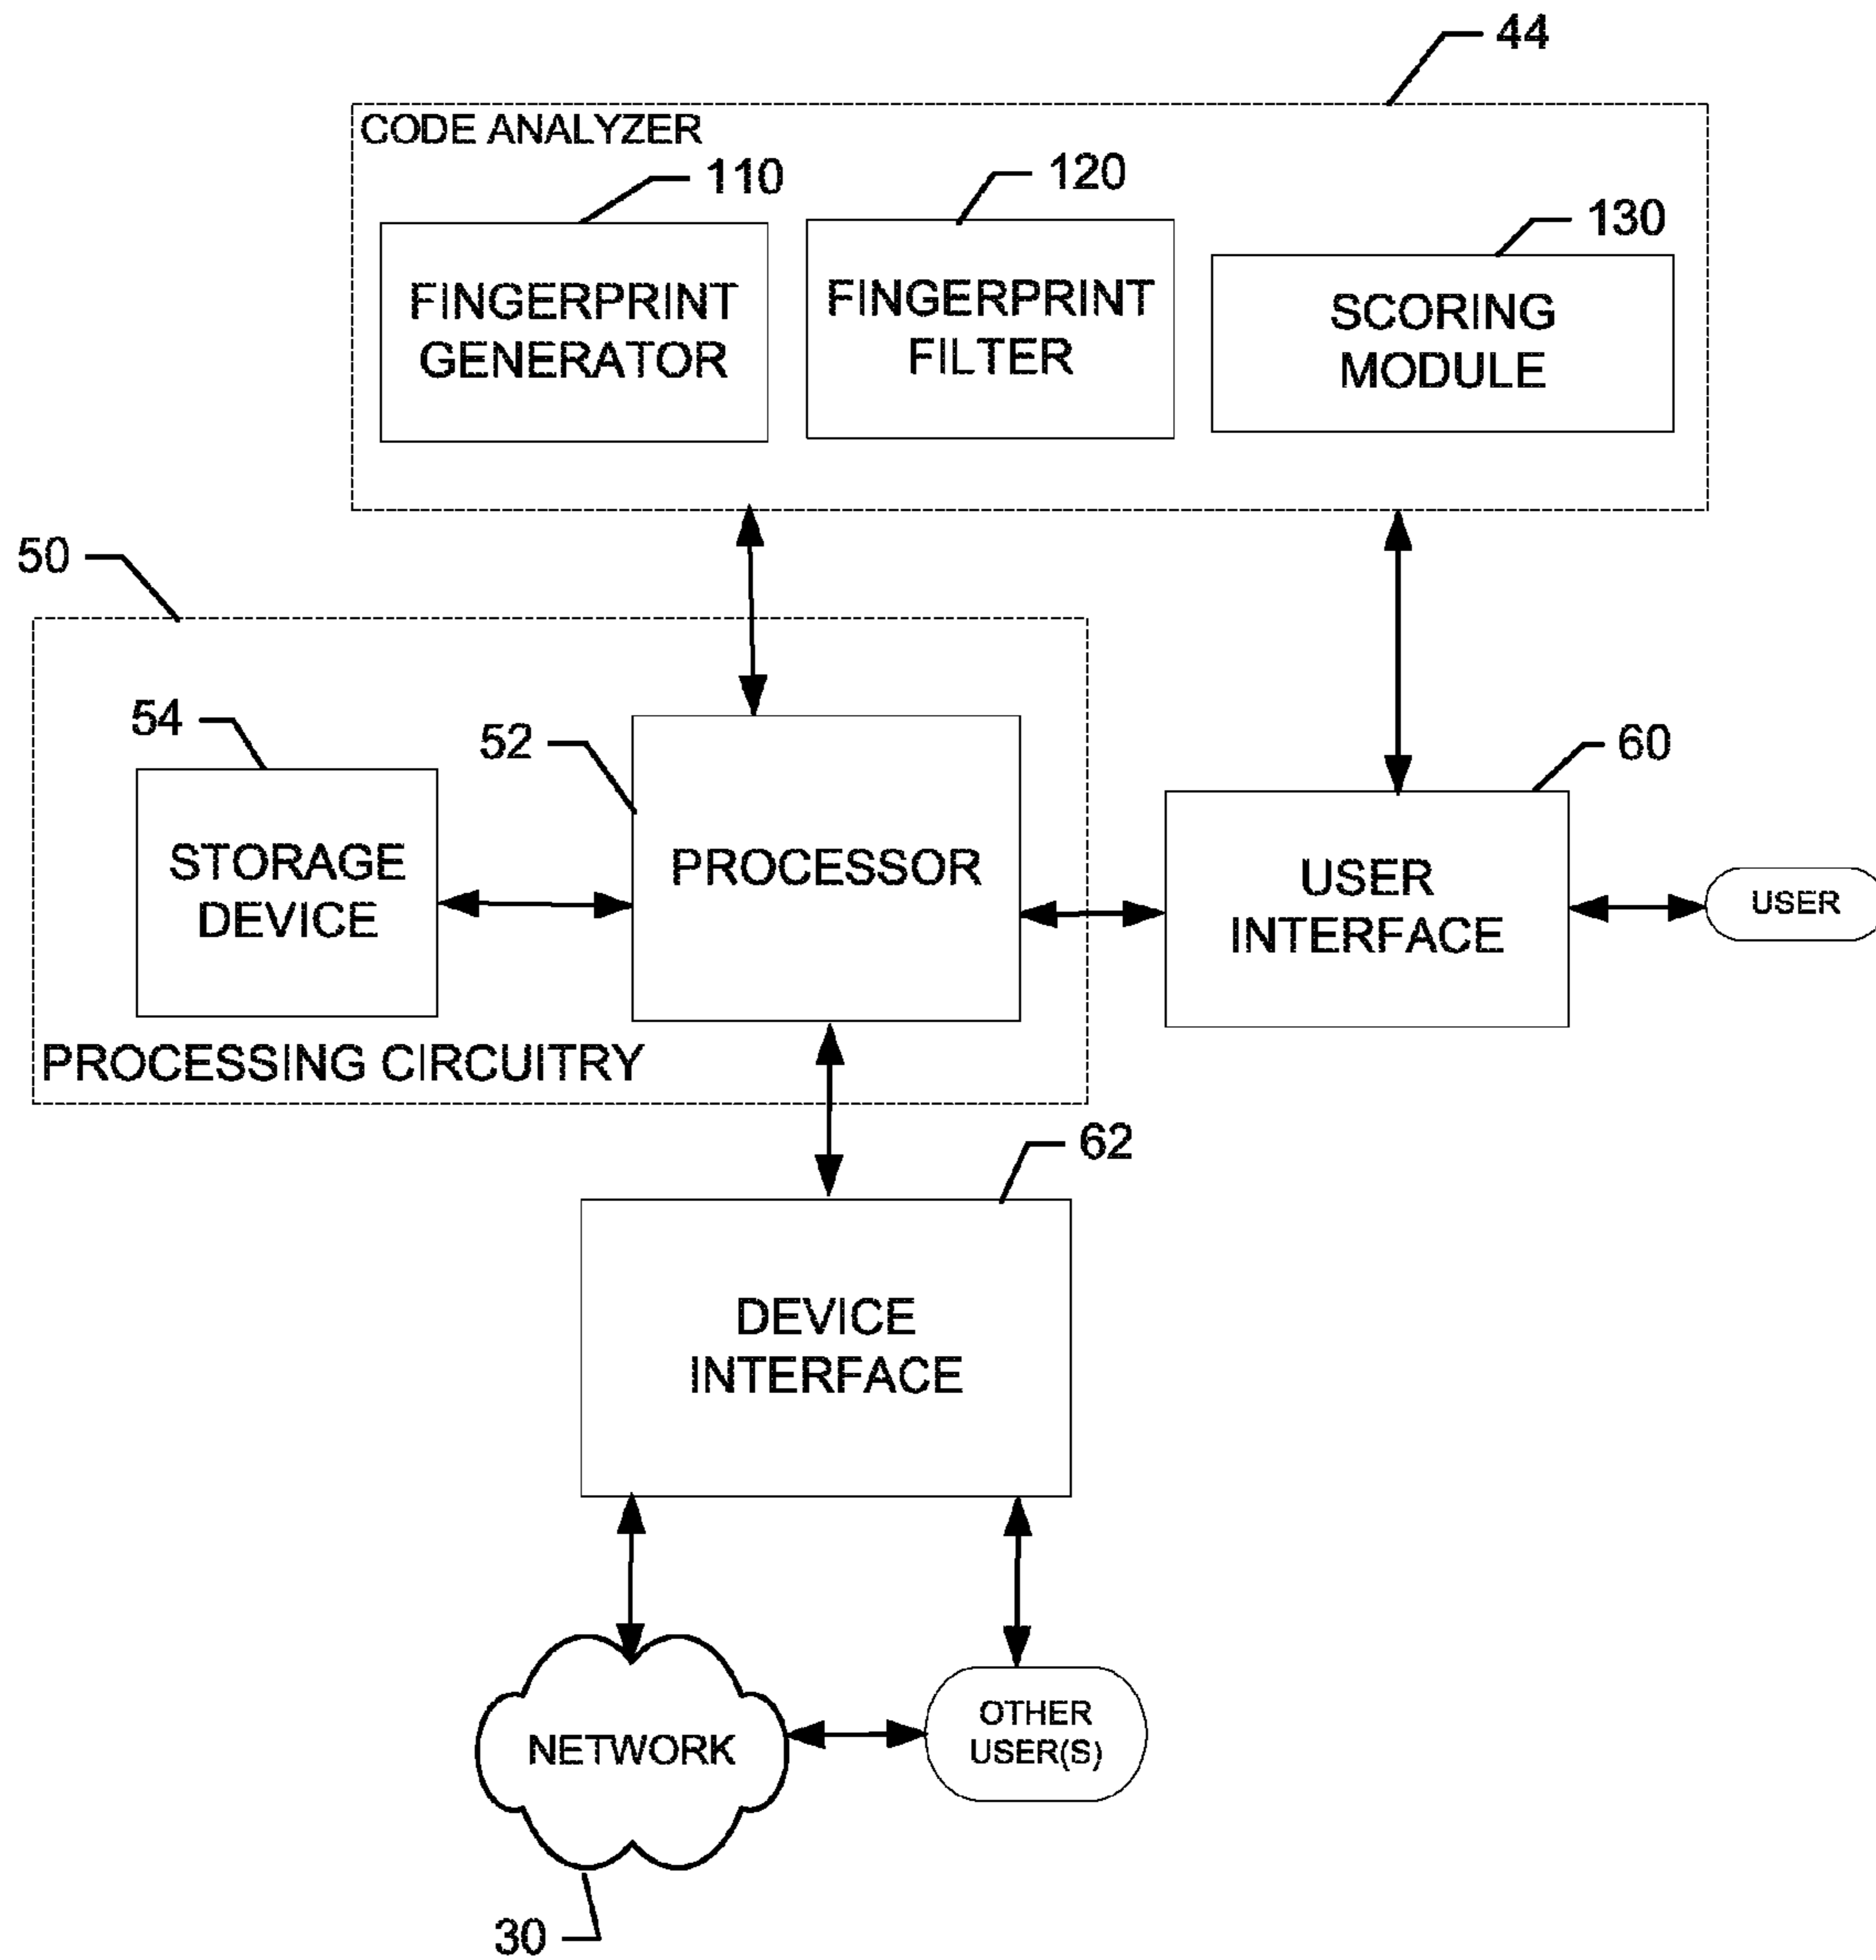 44
CODE ANALYZER
110
120
130
FINGERPRINT
GENERATOR
FINGERPRINT
FILTER
SCORING
MODULE
50
54
52
60
STORAGE
DEVICE
PROCESSOR
USER
INTERFACE
USER
PROCESSING CIRCUITRY
62
DEVICE
INTERFACE
NETWORK
OTHER
USER(S)
30